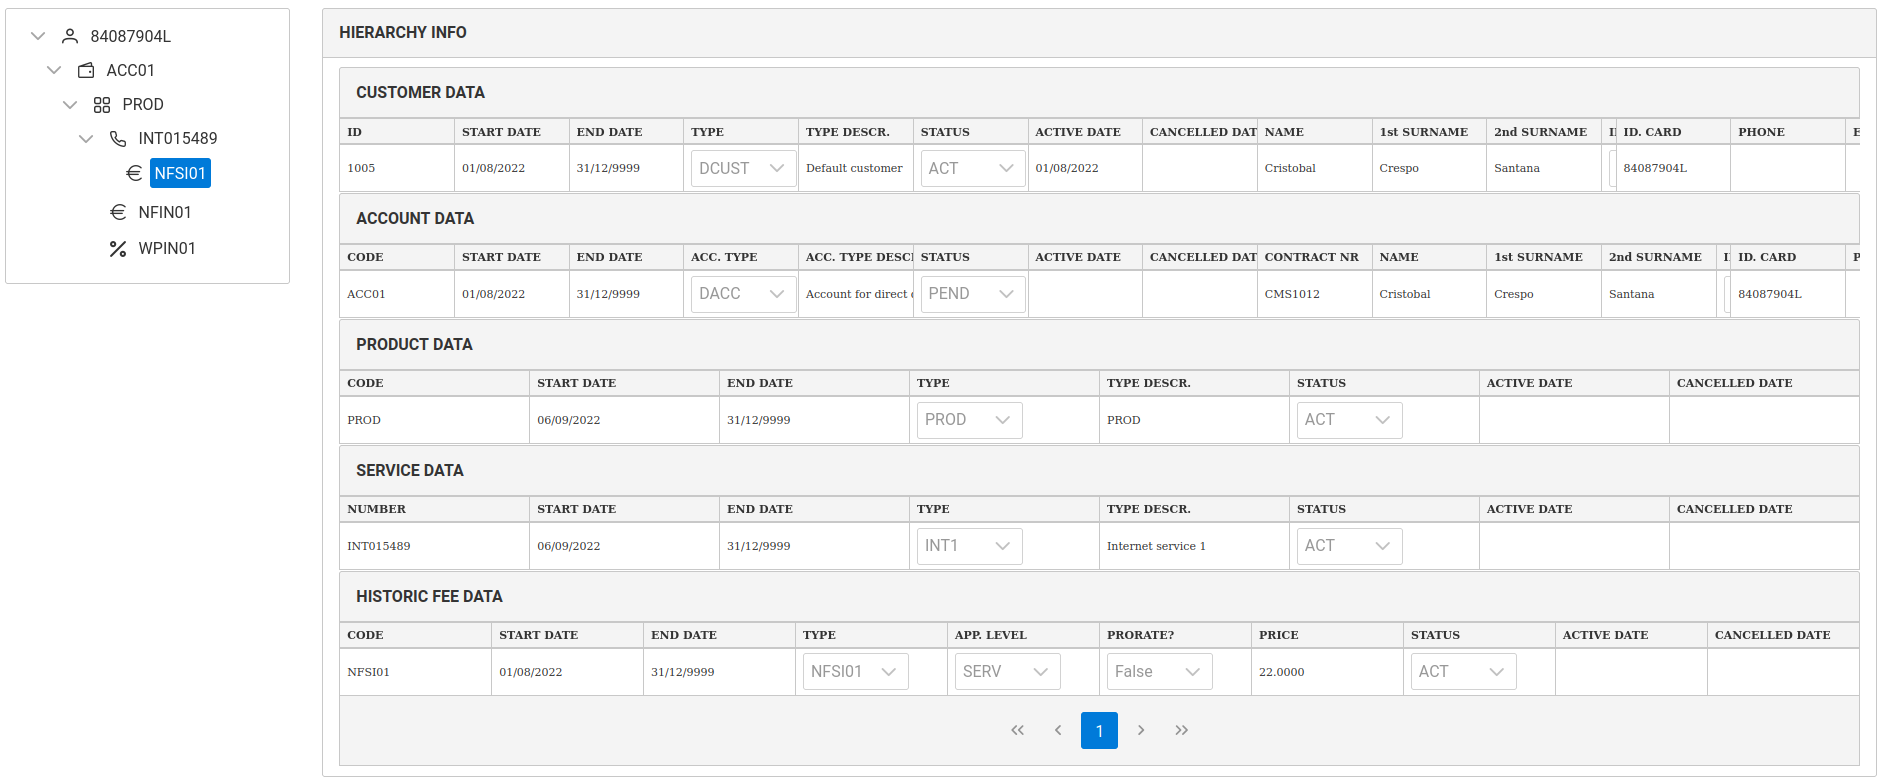 84087904L
ACC01
PROD
INT015489
NFSI01
NFIN01
WPIN01
HIERARCHY INFO
CUSTOMER DATA
ID START DATE END DATE TYPE TYPE DESCR. STATUS ACTIVE DATE CANCELLED DAT NAME 1st SURNAME 2nd SURNAME ID. CARD PHONE E
1005 01/08/2022 31/12/9999 DCUST Default customer ACT 01/08/2022 Cristobal Crespo Santana 84087904L
ACCOUNT DATA
CODE START DATE END DATE ACC. TYPE ACC. TYPE DESC STATUS ACTIVE DATE CANCELLED DAT CONTRACT NR NAME 1st SURNAME 2nd SURNAME ID. CARD P
ACC01 01/08/2022 31/12/9999 DACC Account for direct PEND CMS1012 Cristobal Crespo Santana 84087904L
PRODUCT DATA
CODE START DATE END DATE TYPE TYPE DESCR. STATUS ACTIVE DATE CANCELLED DATE
PROD 06/09/2022 31/12/9999 PROD PROD ACT
SERVICE DATA
NUMBER START DATE END DATE TYPE TYPE DESCR. STATUS ACTIVE DATE CANCELLED DATE
INT015489 06/09/2022 31/12/9999 INT1 Internet service 1 ACT
HISTORIC FEE DATA
CODE START DATE END DATE TYPE APP. LEVEL PRORATE? PRICE STATUS ACTIVE DATE CANCELLED DATE
NFSI01 01/08/2022 31/12/9999 NFSI01 SERV False 22.0000 ACT
1